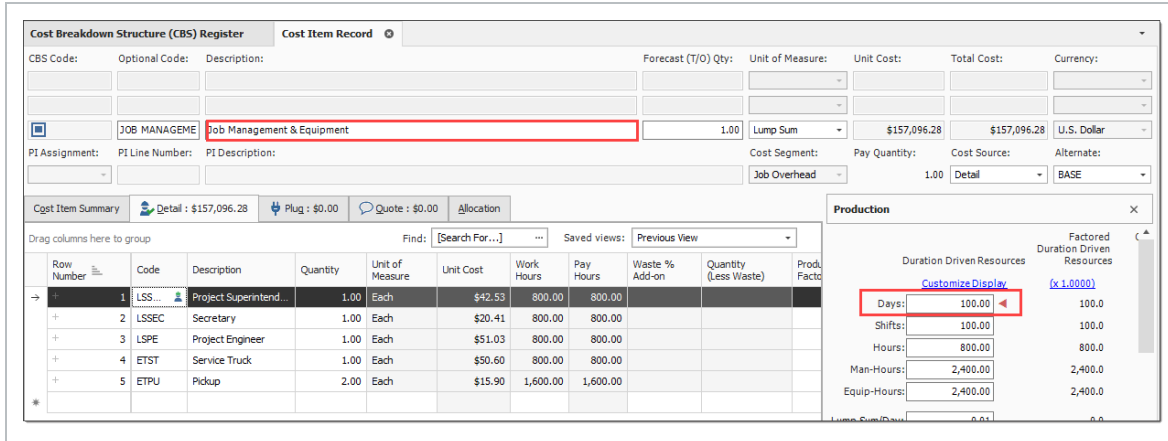 Cost Breakdown Structure (CBS) Register Cost Item Record
CBS Code: Optional Code: Description: Forecast (T/O) Qty: Unit of Measure: Unit Cost: Total Cost: Currency:
JOB MANAGEME Job Management & Equipment 1.00 Lump Sum $157,096.28 $157,096.28 U.S. Dollar
PI Assignment: PI Line Number: PI Description: Cost Segment: Pay Quantity: Cost Source: Alternate:
Job Overhead 1.00 Detail BASE
Cost Item Summary Detail : $157,096.28 Plug : $0.00 Quote : $0.00 Allocation
Drag columns here to group Find: [Search For...] ... Saved views: Previous View
Row Number Code Description Quantity Unit of Measure Unit Cost Work Hours Pay Hours Waste % Add-on Quantity (Less Waste) Produ Facto
1 LSS... Project Superintend... 1.00 Each $42.53 800.00 800.00
2 LSSEC Secretary 1.00 Each $20.41 800.00 800.00
3 LSPE Project Engineer 1.00 Each $51.03 800.00 800.00
4 ETST Service Truck 1.00 Each $50.60 800.00 800.00
5 ETPU Pickup 2.00 Each $15.90 1,600.00 1,600.00
Production
Duration Driven Resources Factored Duration Driven Resources
Customize Display (x 1.0000)
Days: 100.00 100.0
Shifts: 100.00 100.0
Hours: 800.00 800.0
Man-Hours: 2,400.00 2,400.0
Equip-Hours: 2,400.00 2,400.0
Lump Sum/Day: 0.01 0.0